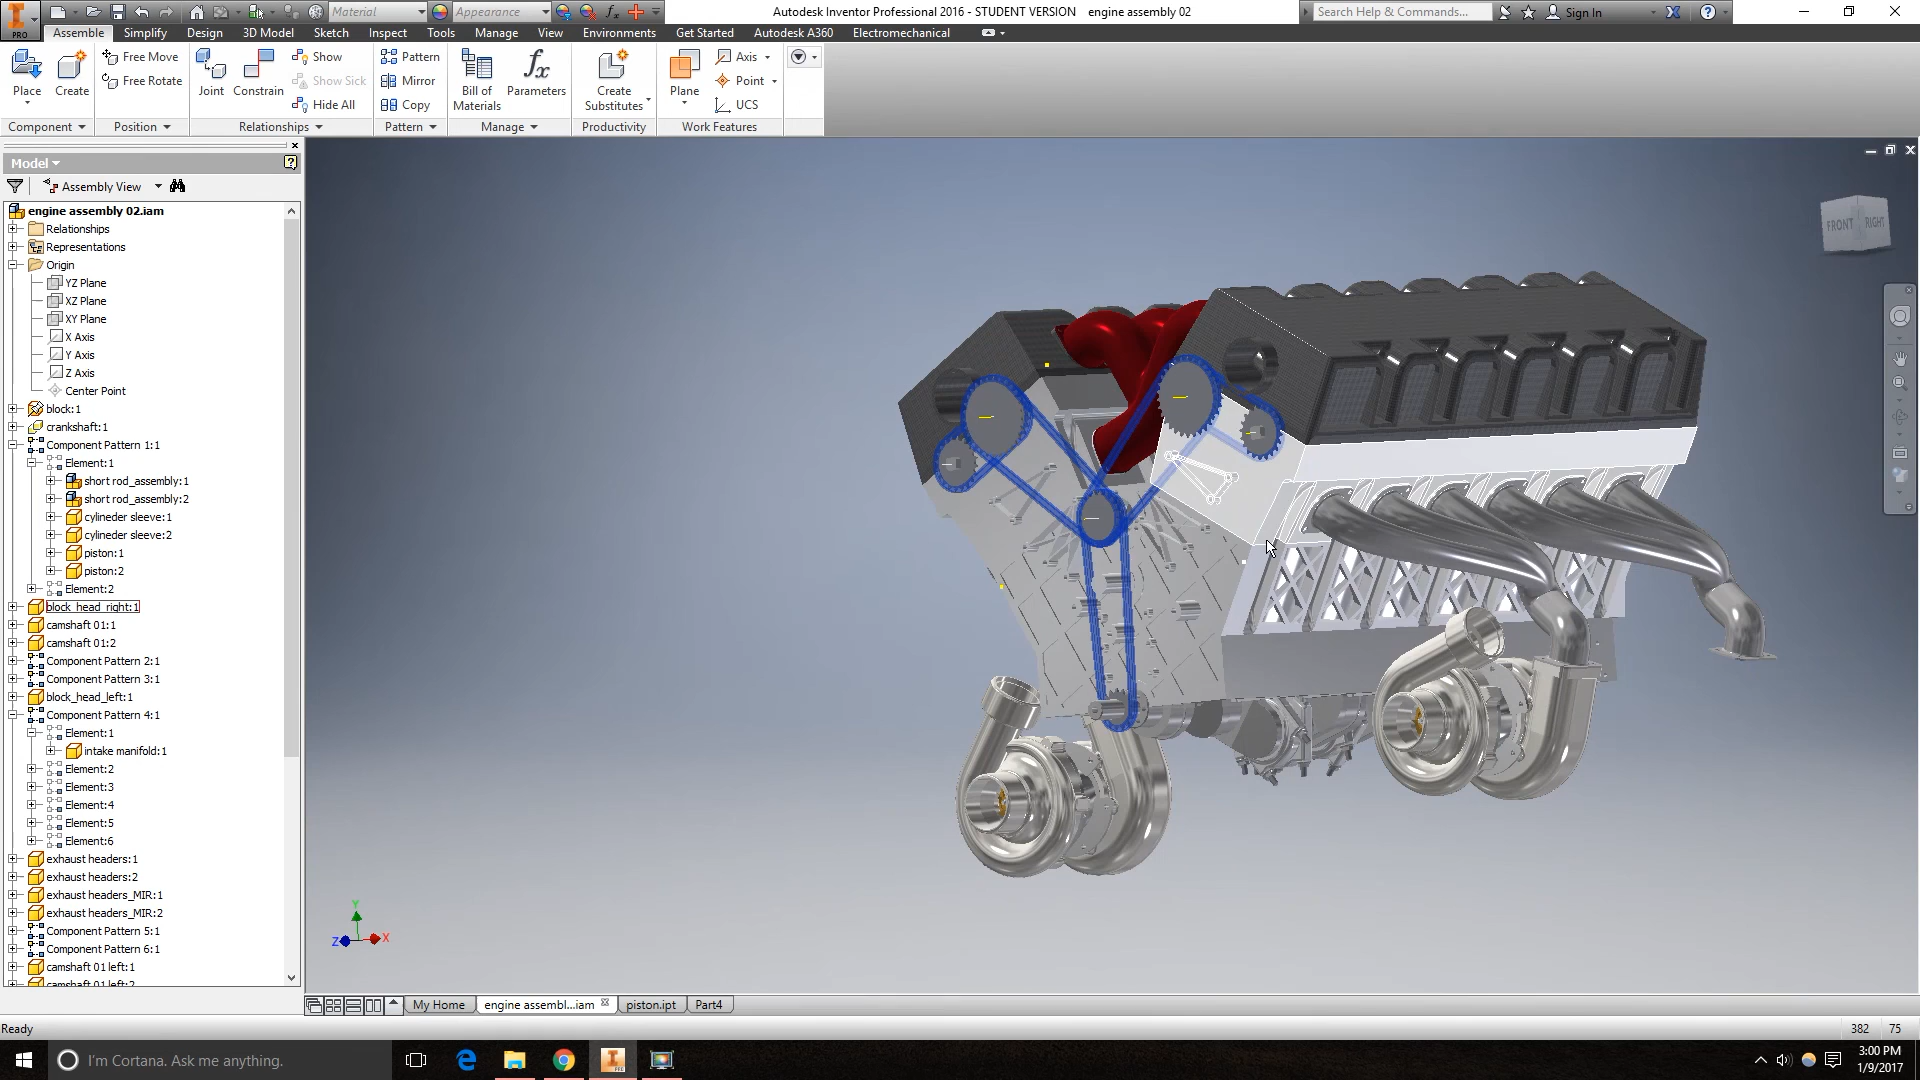 Material
Appearance
Autodesk Inventor Professional 2016 - STUDENT VERSION engine assembly 02
Search Help & Commands...
Sign In
PRO
Assemble Simplify Design 3D Model Sketch Inspect Tools Manage View Environments Get Started Autodesk A360 Electromechanical
Place
Create
Free Move
Free Rotate
Joint
Constrain
Show
Show Sick
Hide All
Pattern
Mirror
Copy
Bill of
Materials
Parameters
Create
Substitutes
Plane
Axis
Point
UCS
Component
Position
Relationships
Pattern
Manage
Productivity
Work Features
Model
Assembly View
engine assembly 02.iam
Relationships
Representations
Origin
YZ Plane
XZ Plane
XY Plane
X Axis
Y Axis
Z Axis
Center Point
block:1
crankshaft:1
Component Pattern 1:1
Element:1
short rod_assembly:1
short rod_assembly:2
cylineder sleeve:1
cylineder sleeve:2
piston:1
piston:2
Element:2
block_head_right:1
camshaft 01:1
camshaft 01:2
Component Pattern 2:1
Component Pattern 3:1
block_head_left:1
Component Pattern 4:1
Element:1
intake manifold:1
Element:2
Element:3
Element:4
Element:5
Element:6
exhaust headers:1
exhaust headers:2
exhaust headers_MIR:1
exhaust headers_MIR:2
Component Pattern 5:1
Component Pattern 6:1
camshaft 01 left:1
camshaft 01 left:2
FRONT RIGHT
Y
Z X
My Home
engine assembl...iam
piston.ipt
Part4
Ready
382 75
I'm Cortana. Ask me anything.
3:00 PM
1/9/2017